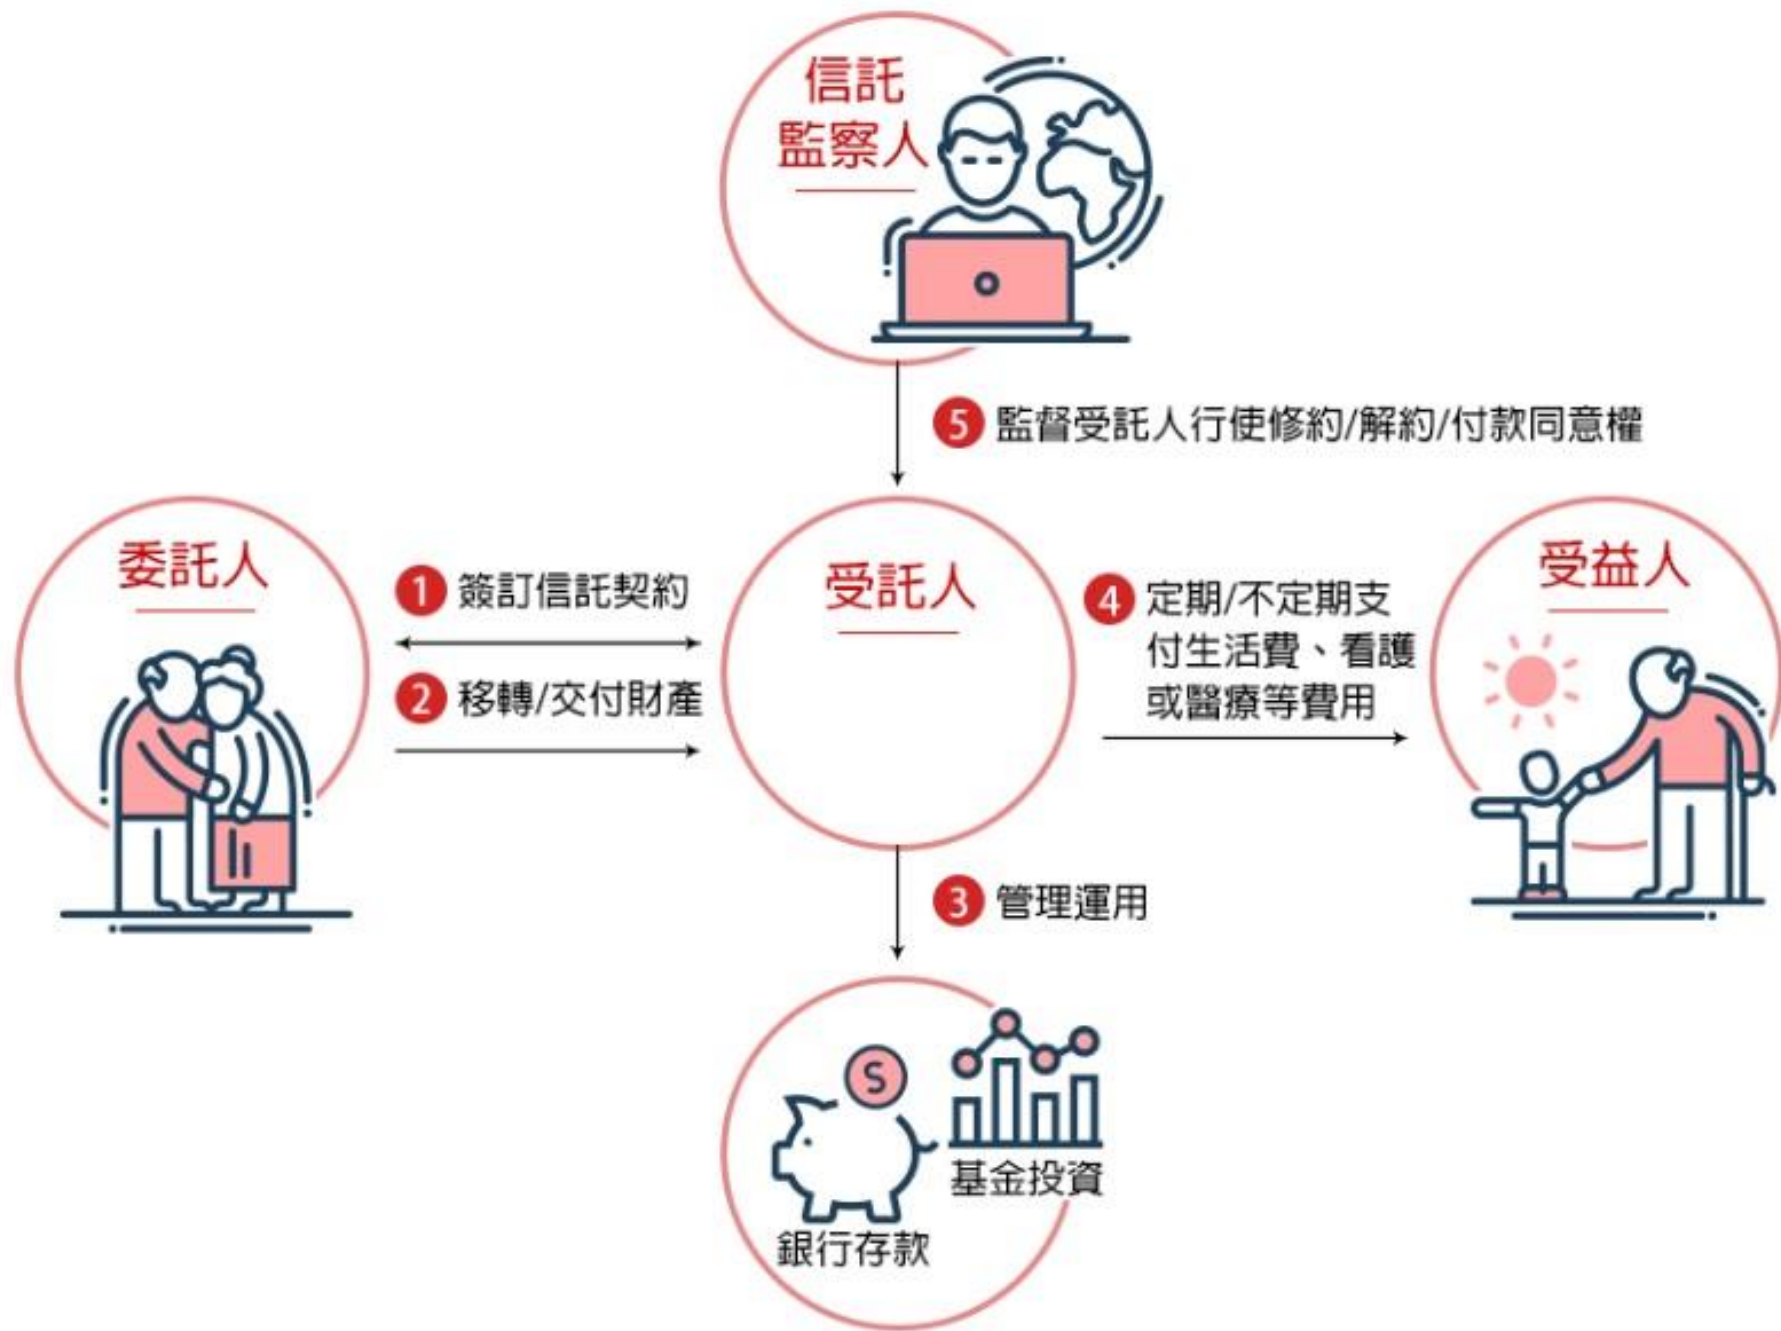 信託
監察人
5 監督受託人行使修約/解約/付款同意權
委託人
1 簽訂信託契約
2 移轉/交付財產
受託人
4 定期/不定期支
付生活費、看護
或醫療等費用
受益人
3 管理運用
S
基金投資
銀行存款